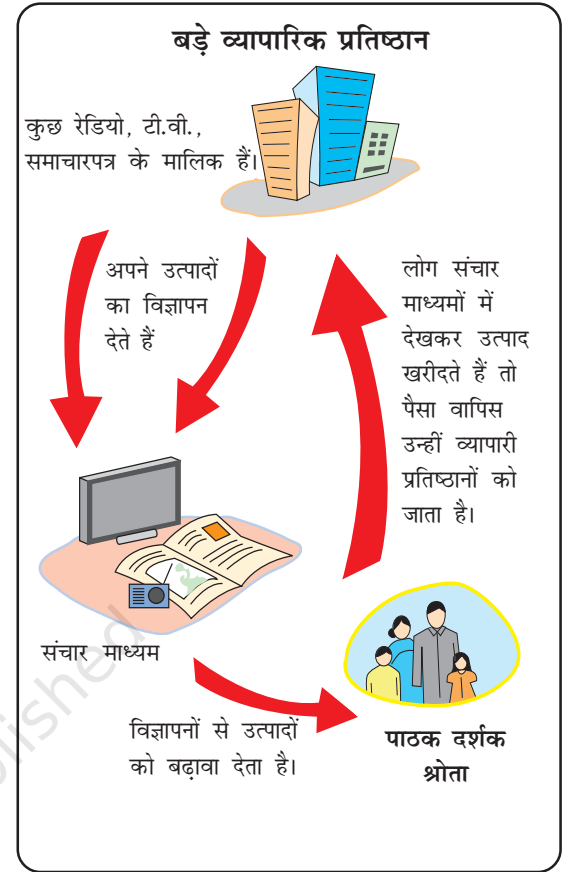 बड़े व्यापारिक प्रतिष्ठान
कुछ रेडियो, टी.वी.,
समाचारपत्र के मालिक हैं।
अपने उत्पादों
का विज्ञापन
देते हैं
लोग संचार
माध्यमों में
देखकर उत्पाद
खरीदते हैं तो
पैसा वापिस
उन्हीं व्यापारी
प्रतिष्ठानों को
जाता है।
संचार माध्यम
विज्ञापनों से उत्पादों
को बढ़ावा देता है।
पाठक दर्शक
श्रोता